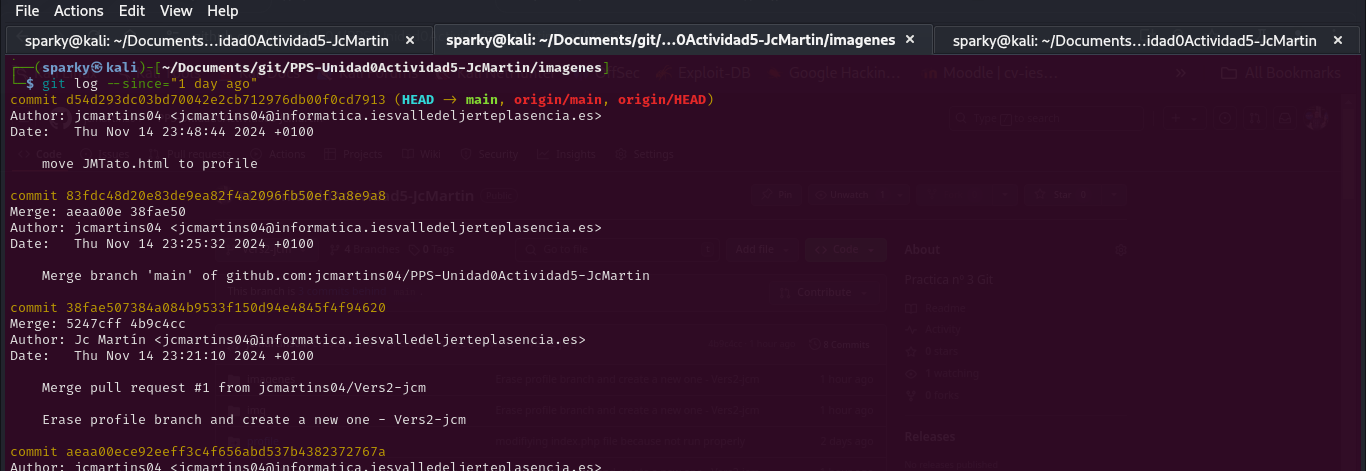 File Actions Edit View Help
sparky@kali: ~/Documents...idad0Actividad5-JcMartin × sparky@kali: ~/Documents/git/...0Actividad5-JcMartin/imagenes × sparky@kali: ~/Documents...idad0Actividad5-JcMartin ×
┌──(sparky㉿kali)-[~/Documents/git/PPS-Unidad0Actividad5-JcMartin/imagenes]
└─$ git log --since="1 day ago"
commit d54d293dc03bd70042e2cb712976db00f0cd7913 (HEAD -> main, origin/main, origin/HEAD)
Author: jcmartins04 <jcmartins04@informatica.iesvalledeljerteplasencia.es>
Date:   Thu Nov 14 23:48:44 2024 +0100
move JMTato.html to profile
commit 83fdc48d20e83de9ea82f4a2096fb50ef3a8e9a8
Merge: aeaa00e 38fae50
Author: jcmartins04 <jcmartins04@informatica.iesvalledeljerteplasencia.es>
Date:   Thu Nov 14 23:25:32 2024 +0100
Merge branch 'main' of github.com:jcmartins04/PPS-Unidad0Actividad5-JcMartin
commit 38fae507384a084b9533f150d94e4845f4f94620
Merge: 5247cff 4b9c4cc
Author: Jc Martín <jcmartins04@informatica.iesvalledeljerteplasencia.es>
Date:   Thu Nov 14 23:21:10 2024 +0100
Merge pull request #1 from jcmartins04/Vers2-jcm
Erase profile branch and create a new one - Vers2-jcm
commit aeaa00ece92eeff3c4f656abd537b4382372767a
Author: jcmartins04 <jcmartins04@informatica.iesvalledeljerteplasencia.es>